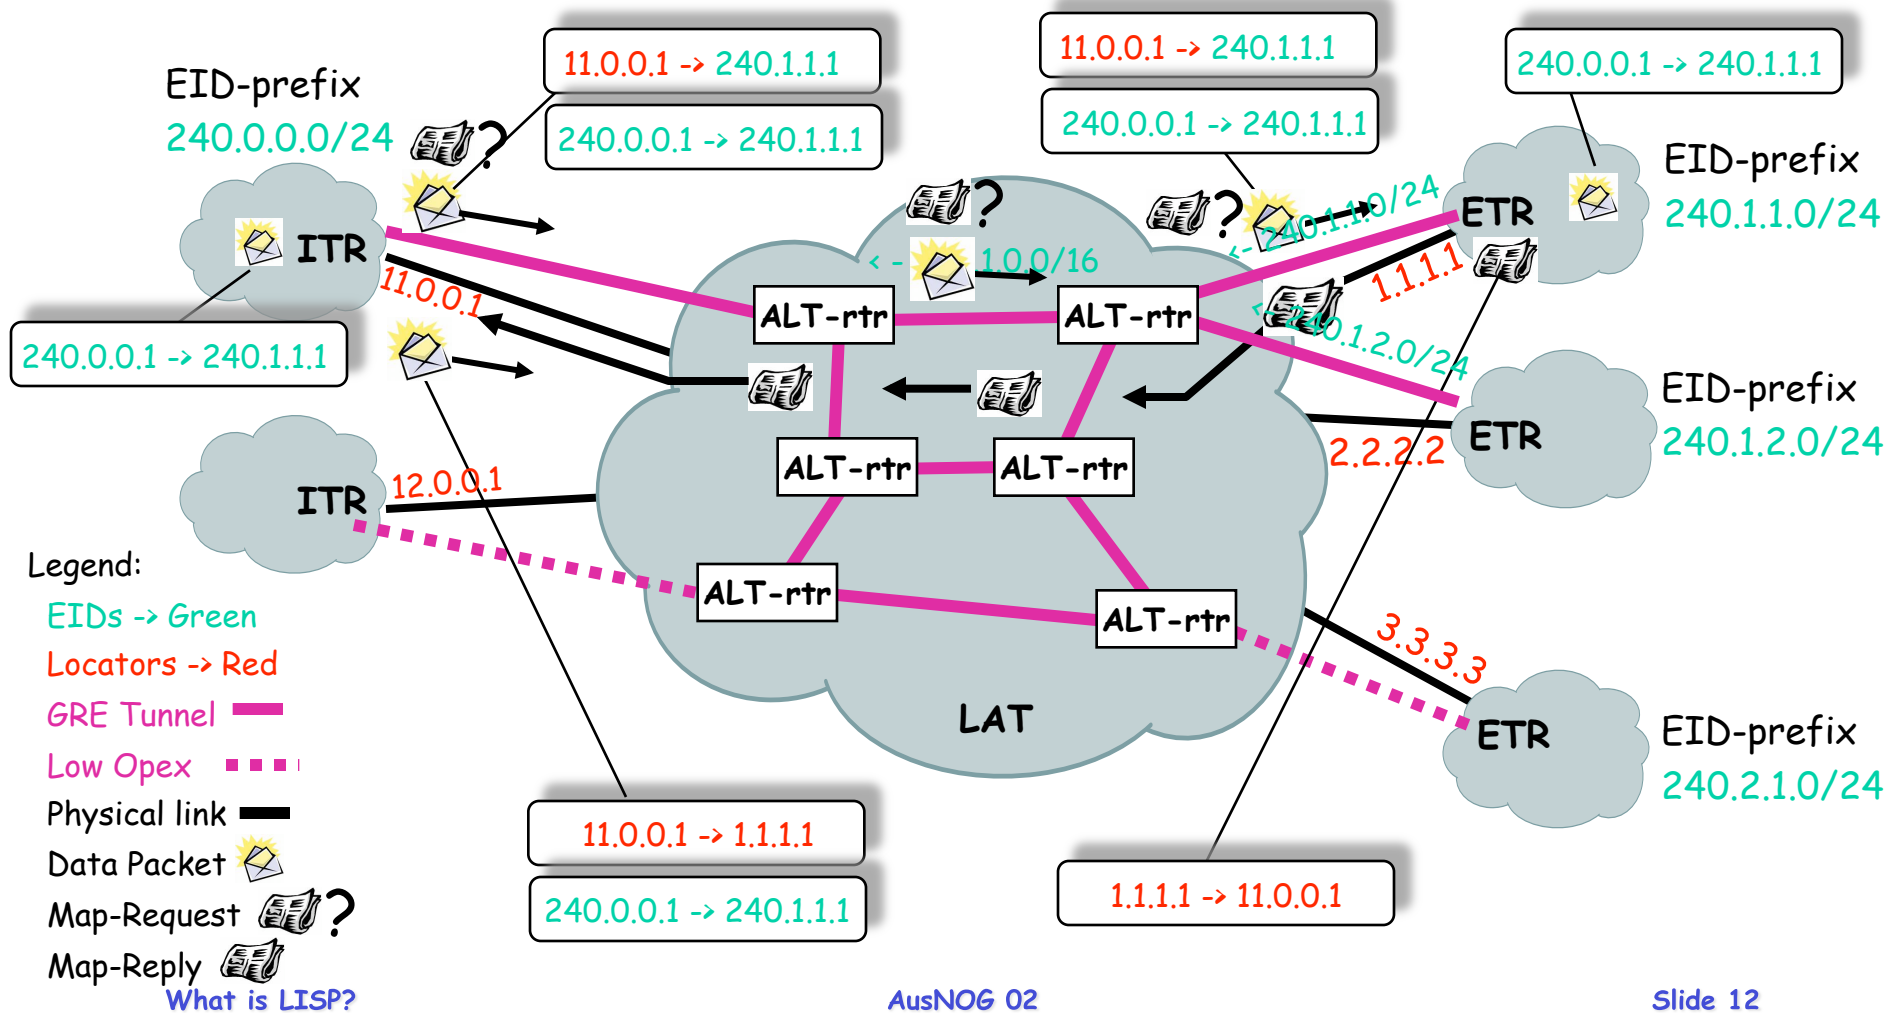 11.0.0.1 -> 240.1.1.1
240.0.0.1 -> 240.1.1.1
11.0.0.1 -> 240.1.1.1
240.0.0.1 -> 240.1.1.1
240.0.0.1 -> 240.1.1.1
EID-prefix
240.0.0.0/24
?
EID-prefix
240.1.1.0/24
ITR
11.0.0.1
240.0.0.1 -> 240.1.1.1
?
<- 1.0.0/16
?
<- 240.1.1.0/24
ETR
1.1.1.1
<- 240.1.2.0/24
ALT-rtr
ALT-rtr
EID-prefix
240.1.2.0/24
ETR
2.2.2.2
ALT-rtr
ALT-rtr
ITR
12.0.0.1
ALT-rtr
ALT-rtr
LAT
3.3.3.3
ETR
EID-prefix
240.2.1.0/24
Legend:
EIDs -> Green
Locators -> Red
GRE Tunnel
Low Opex
Physical link
Data Packet
Map-Request ?
Map-Reply
11.0.0.1 -> 1.1.1.1
240.0.0.1 -> 240.1.1.1
1.1.1.1 -> 11.0.0.1
What is LISP?
AusNOG 02
Slide 12